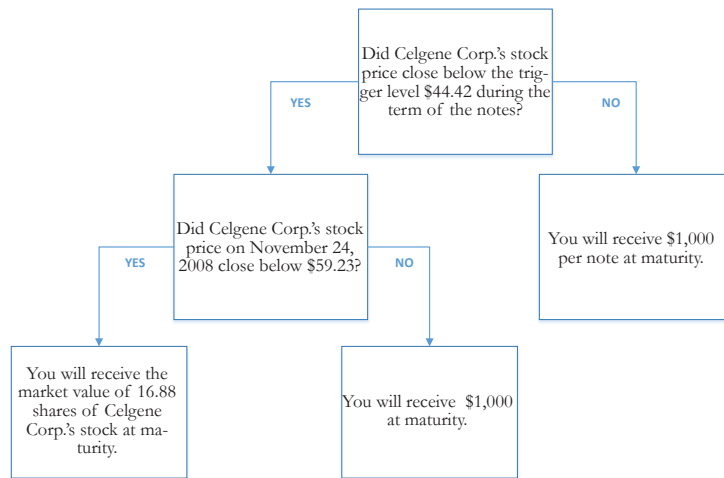 Did Celgene Corp.'s stock
price close below the trig-
ger level $44.42 during the
term of the notes?
YES
NO
Did Celgene Corp.'s stock
price on November 24,
2008 close below $59.23?
You will receive $1,000
per note at maturity.
YES
NO
You will receive the
market value of 16.88
shares of Celgene
Corp.'s stock at ma-
turity.
You will receive $1,000
at maturity.